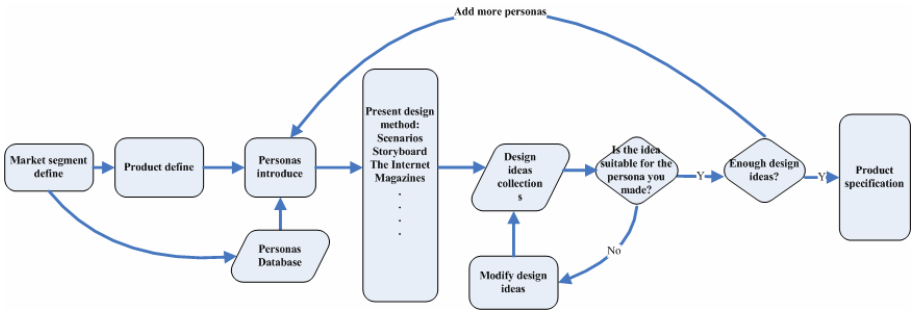 Add more personas
Market segment
define
Product define
Personas
introduce
Personas
Database
Present design
method:
Scenarios
Storyboard
The Internet
Magazines
.
.
.
.
Design
ideas
collection
s
Is the idea
suitable for the
persona you
made?
Y
No
Modify design
ideas
Enough design
ideas?
Y
Product
specification